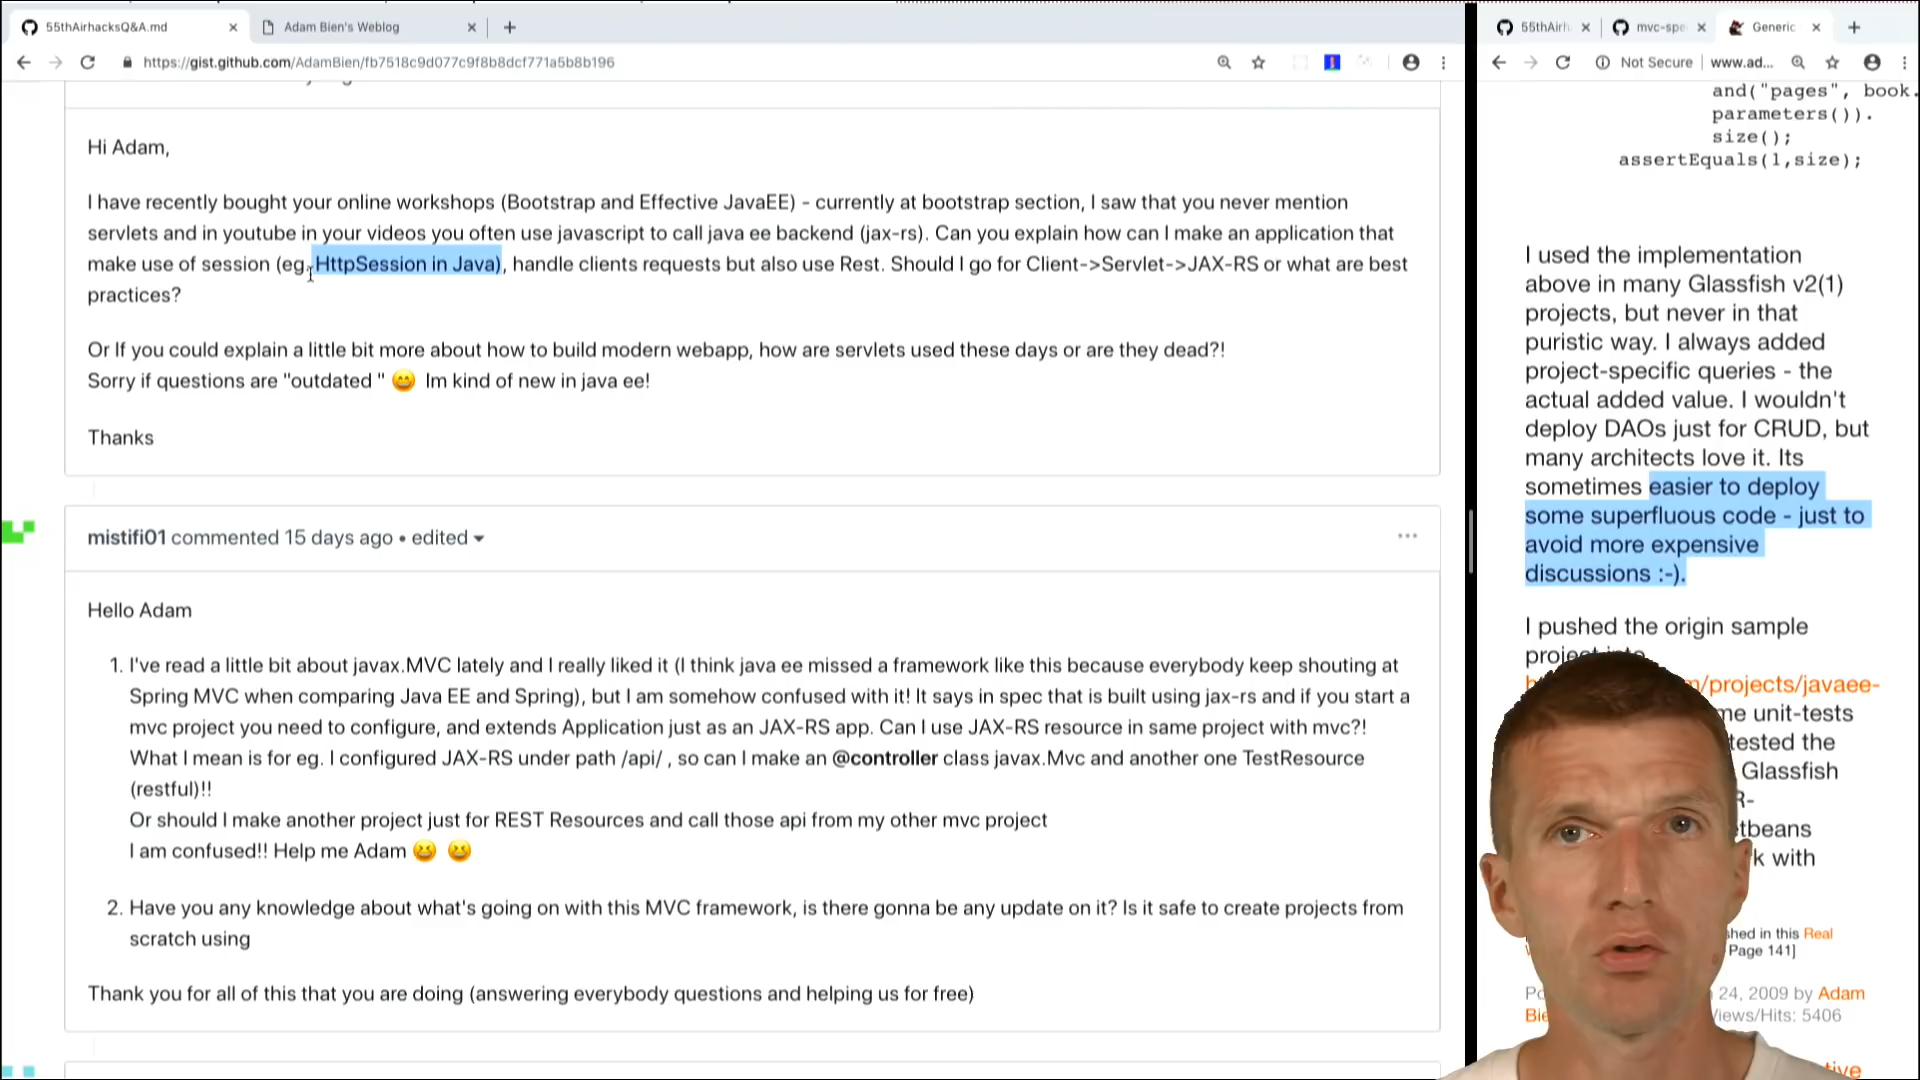 55thAirhacksQ&A.md
Adam Bien's Weblog
https://gist.github.com/AdamBien/fb7518c9d077c9f8b8dcf771a5b8b196
Hi Adam,
I have recently bought your online workshops (Bootstrap and Effective JavaEE) - currently at bootstrap section, I saw that you never mention
servlets and in youtube in your videos you often use javascript to call java ee backend (jax-rs). Can you explain how can I make an application that
make use of session (eg. HttpSession in Java), handle clients requests but also use Rest. Should I go for Client->Servlet->JAX-RS or what are best
practices?
Or If you could explain a little bit more about how to build modern webapp, how are servlets used these days or are they dead?!
Sorry if questions are "outdated " 😄 Im kind of new in java ee!
Thanks
mistifi01 commented 15 days ago • edited
Hello Adam
1. I've read a little bit about javax.MVC lately and I really liked it (I think java ee missed a framework like this because everybody keep shouting at
Spring MVC when comparing Java EE and Spring), but I am somehow confused with it! It says in spec that is built using jax-rs and if you start a
mvc project you need to configure, and extends Application just as an JAX-RS app. Can I use JAX-RS resource in same project with mvc?!
What I mean is for eg. I configured JAX-RS under path /api/ , so can I make an @controller class javax.Mvc and another one TestResource
(restful)!!
Or should I make another project just for REST Resources and call those api from my other mvc project
I am confused!! Help me Adam 😆 😆
2. Have you any knowledge about what's going on with this MVC framework, is there gonna be any update on it? Is it safe to create projects from
scratch using
Thank you for all of this that you are doing (answering everybody questions and helping us for free)
55thAirh
mvc-spe
Generic
Not Secure
www.ad...
and("pages", book.
parameters()).
size();
assertEquals(1,size);
I used the implementation
above in many Glassfish v2(1)
projects, but never in that
puristic way. I always added
project-specific queries - the
actual added value. I wouldn't
deploy DAOs just for CRUD, but
many architects love it. Its
sometimes easier to deploy
some superfluous code - just to
avoid more expensive
discussions :-).
I pushed the origin sample
project into
m/projects/javaee-
me unit-tests
tested the
Glassfish
R-
etbeans
k with
shed in this Real
Page 141]
24, 2009 by Adam
Bie
Views/Hits: 5406